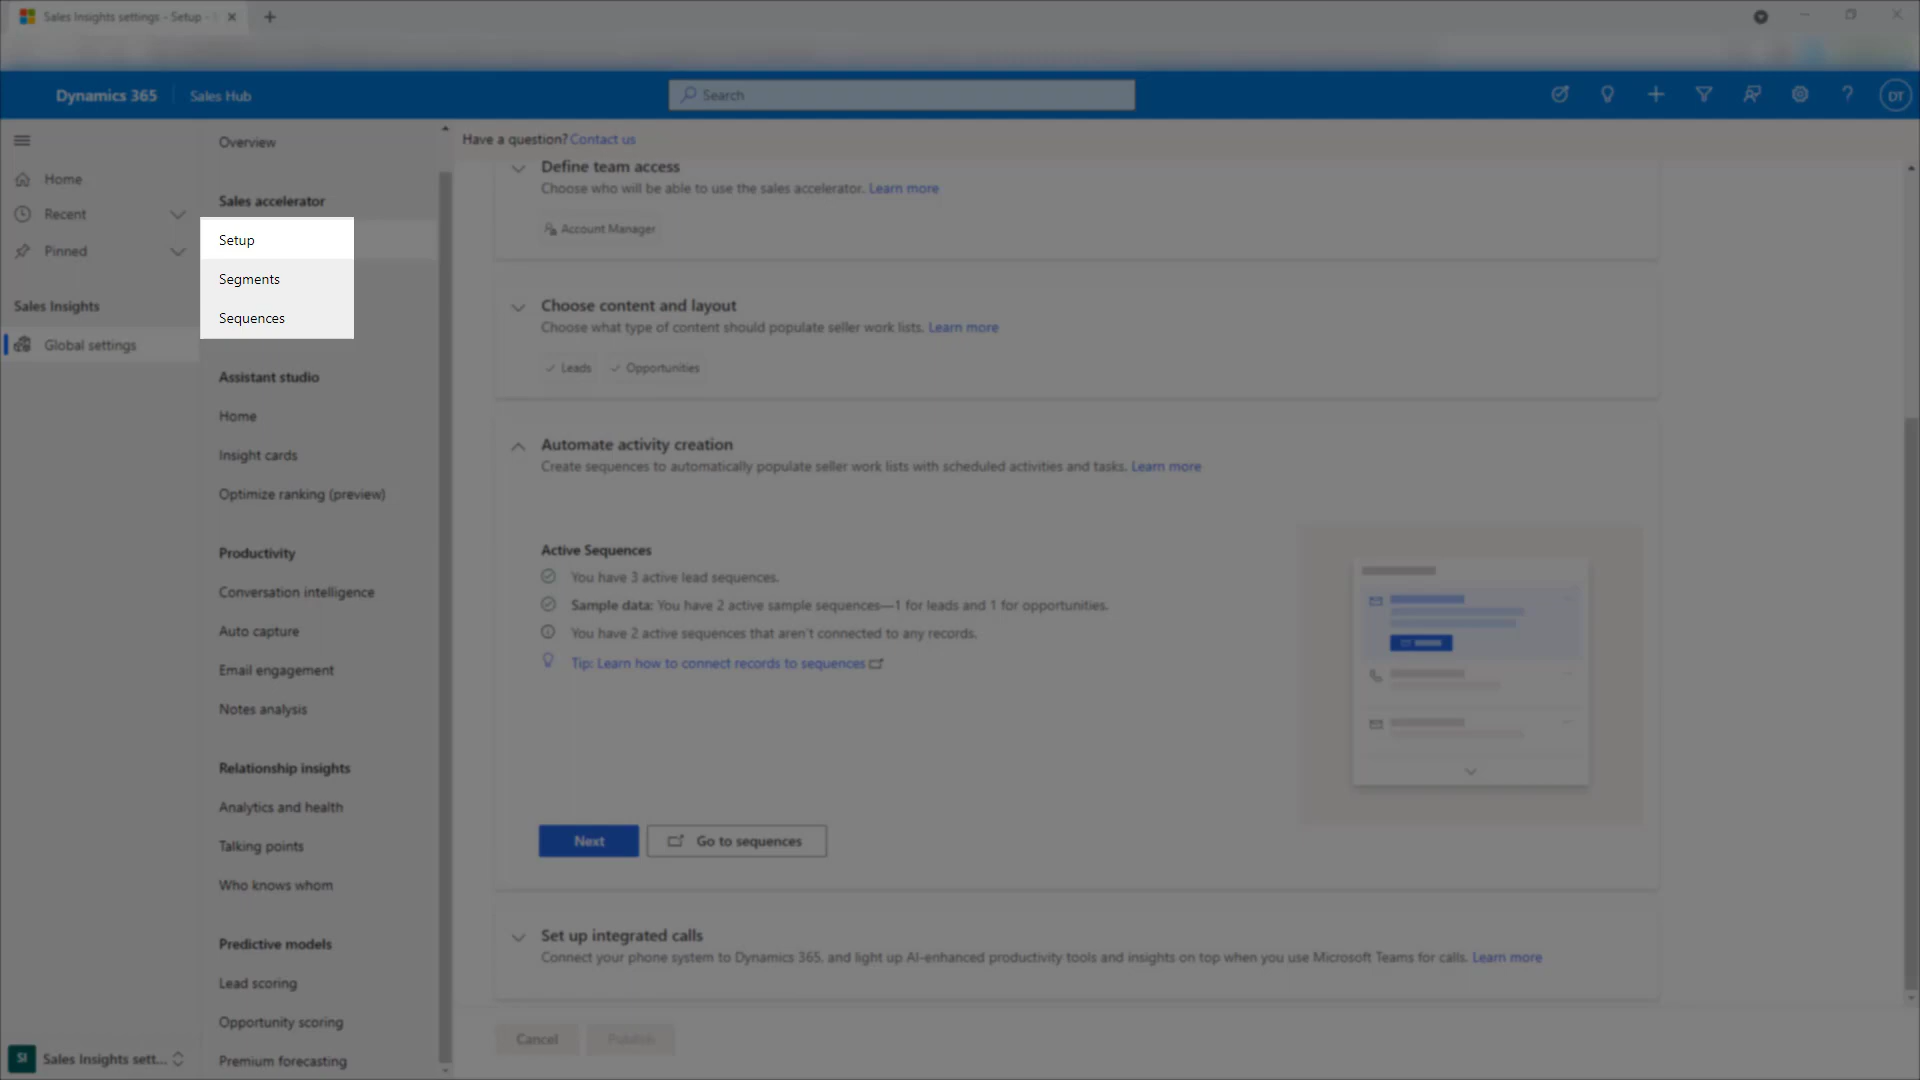 Sales Insights settings - Setup -
Dynamics 365
Sales Hub
Search
DT
Home
Recent
Pinned
Sales Insights
Global settings
SI
Sales Insights sett...
Overview
Sales accelerator
Setup
Segments
Sequences
Assistant studio
Home
Insight cards
Optimize ranking (preview)
Productivity
Conversation intelligence
Auto capture
Email engagement
Notes analysis
Relationship insights
Analytics and health
Talking points
Who knows whom
Predictive models
Lead scoring
Opportunity scoring
Premium forecasting
Have a question? Contact us
Define team access
Choose who will be able to use the sales accelerator. Learn more
Account Manager
Choose content and layout
Choose what type of content should populate seller work lists. Learn more
Leads
Opportunities
Automate activity creation
Create sequences to automatically populate seller work lists with scheduled activities and tasks. Learn more
Active Sequences
You have 3 active lead sequences.
Sample data: You have 2 active sample sequences—1 for leads and 1 for opportunities.
You have 2 active sequences that aren't connected to any records.
Tip: Learn how to connect records to sequences
Next
Go to sequences
Set up integrated calls
Connect your phone system to Dynamics 365, and light up AI-enhanced productivity tools and insights on top when you use Microsoft Teams for calls. Learn more
Cancel
Publish